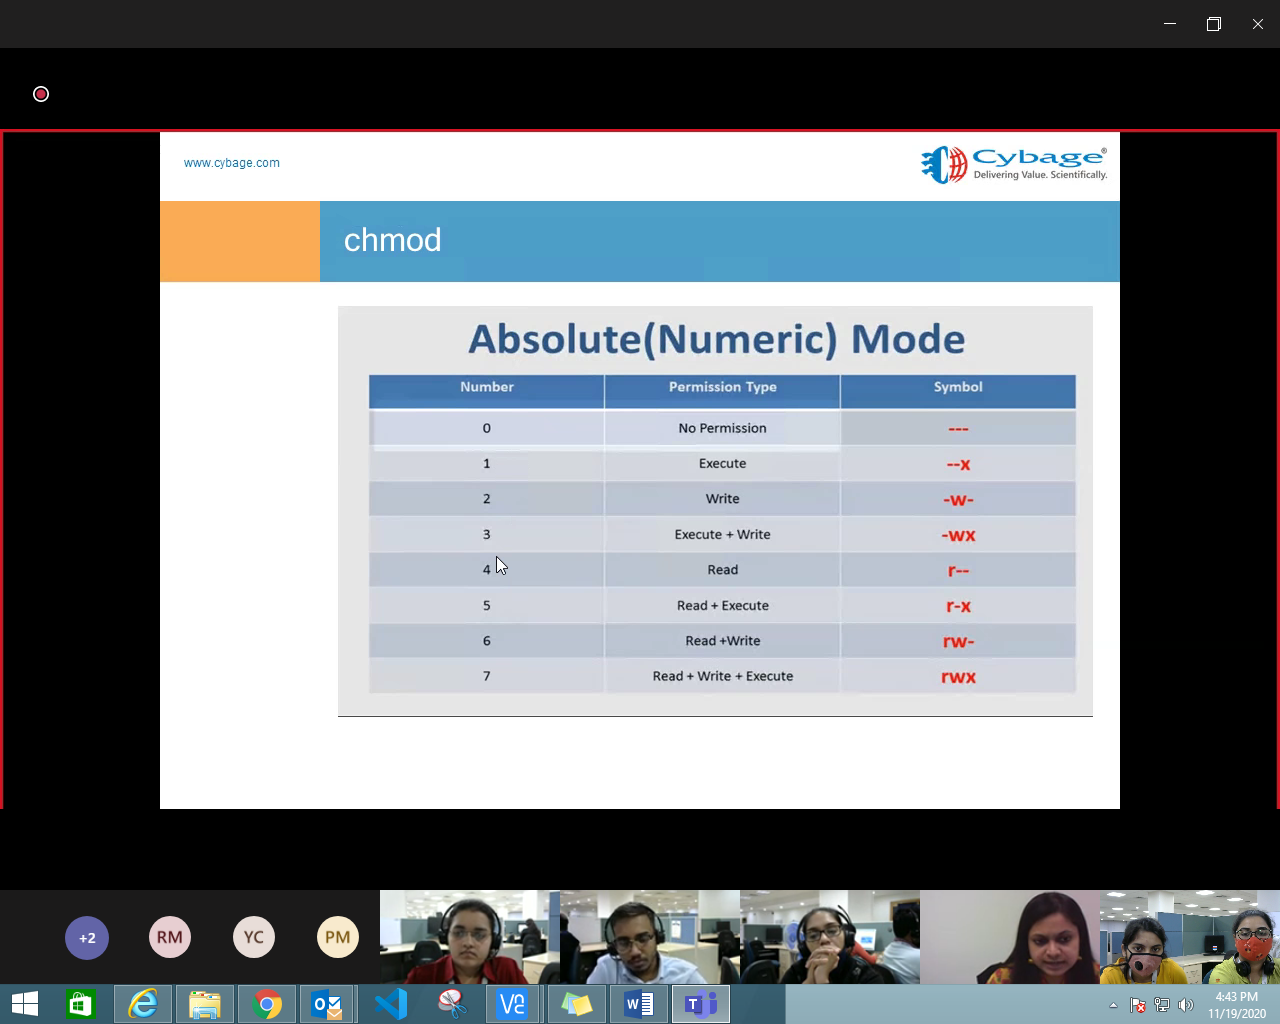 www.cybage.com
Cybage®
Delivering Value. Scientifically.
chmod
Absolute(Numeric) Mode
Number Permission Type Symbol
0 No Permission ---
1 Execute --x
2 Write -w-
3 Execute + Write -wx
4 Read r--
5 Read + Execute r-x
6 Read +Write rw-
7 Read + Write + Execute rwx
+2 RM YC PM
4:43 PM
11/19/2020